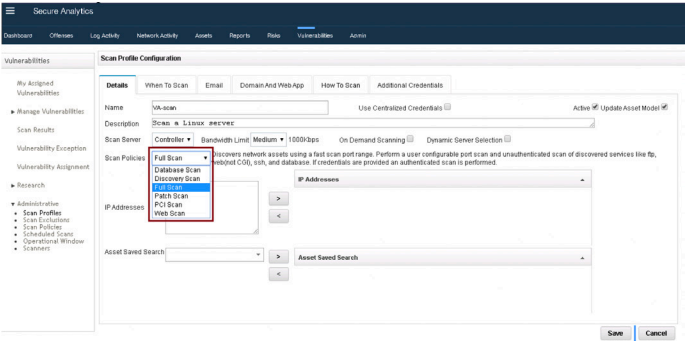 Secure Analytics
Dashboard Offenses Log Activity Network Activity Assets Reports Risks Vulnerabilities Admin
Vulnerabilities
My Assigned
Vulnerabilities
Manage Vulnerabilities
Scan Results
Vulnerability Exception
Vulnerability Assignment
Research
Administrative
Scan Profiles
Scan Exclusions
Scan Policies
Scheduled Scans
Operational Window
Scanners
Scan Profile Configuration
Details When To Scan Email Domain And Web App How To Scan Additional Credentials
Name VA-scan Use Centralized Credentials Active Update Asset Model
Description Scan a Linux server
Scan Server Controller Bandwidth Limit Medium 1000Kbps On Demand Scanning Dynamic Server Selection
Scan Policies Full Scan Discovers network assets using a fast scan port range. Perform a user configurable port scan and unauthenticated scan of discovered services like ftp,
web(not CGI), ssh, and database. If credentials are provided an authenticated scan is performed.
Database Scan
Discovery Scan
Full Scan
Patch Scan
PCI Scan
Web Scan
IP Addresses
>
<
IP Addresses
Asset Saved Search
>
<
Asset Saved Search
Save Cancel